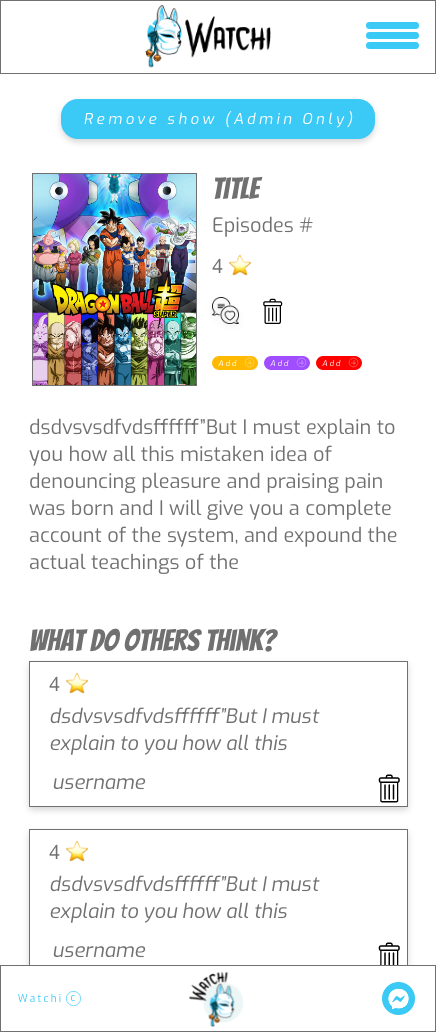 WATCHI
Remove show (Admin Only)
TITLE
Episodes #
4
Add Add Add
DRAGON BALL
SUPER
dsdvsvsdfvdsffffff"But I must explain to
you how all this mistaken idea of
denouncing pleasure and praising pain
was born and I will give you a complete
account of the system, and expound the
actual teachings of the
WHAT DO OTHERS THINK?
4
dsdvsvsdfvdsffffff"But I must
explain to you how all this
username
4
dsdvsvsdfvdsffffff"But I must
explain to you how all this
username
Watchi C
WATCHI